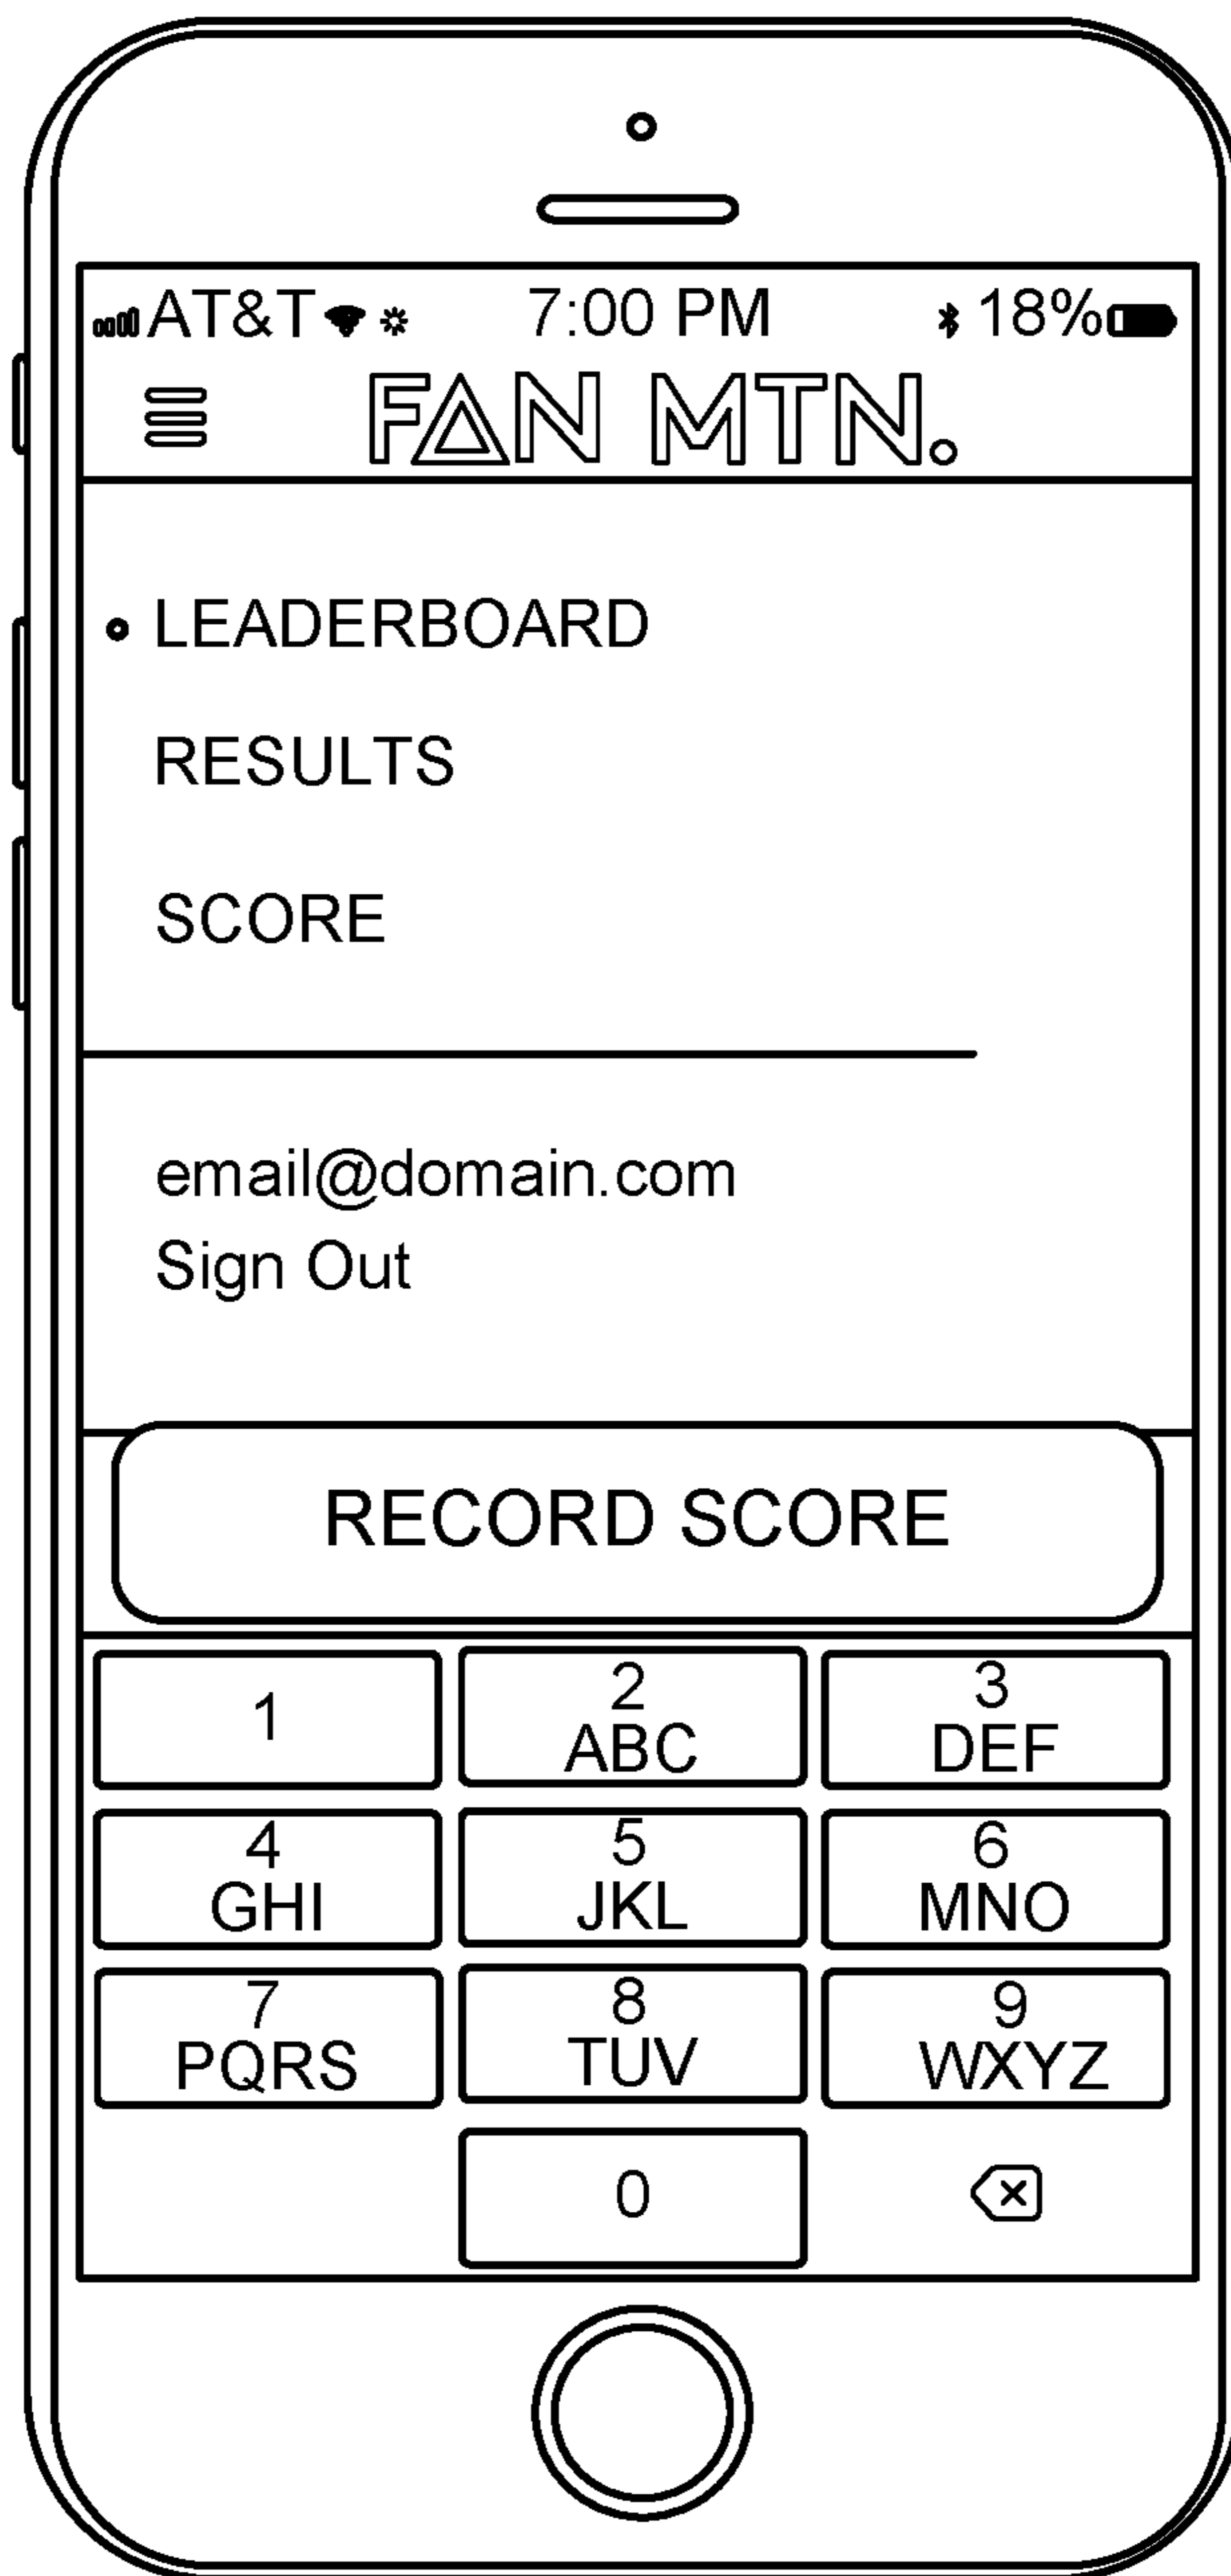 AT&T 7:00 PM 18%
FAN MTN.
LEADERBOARD
RESULTS
SCORE
email@domain.com
Sign Out
RECORD SCORE
1 2 3
ABC DEF
4 5 6
GHI JKL MNO
7 8 9
PQRS TUV WXYZ
0